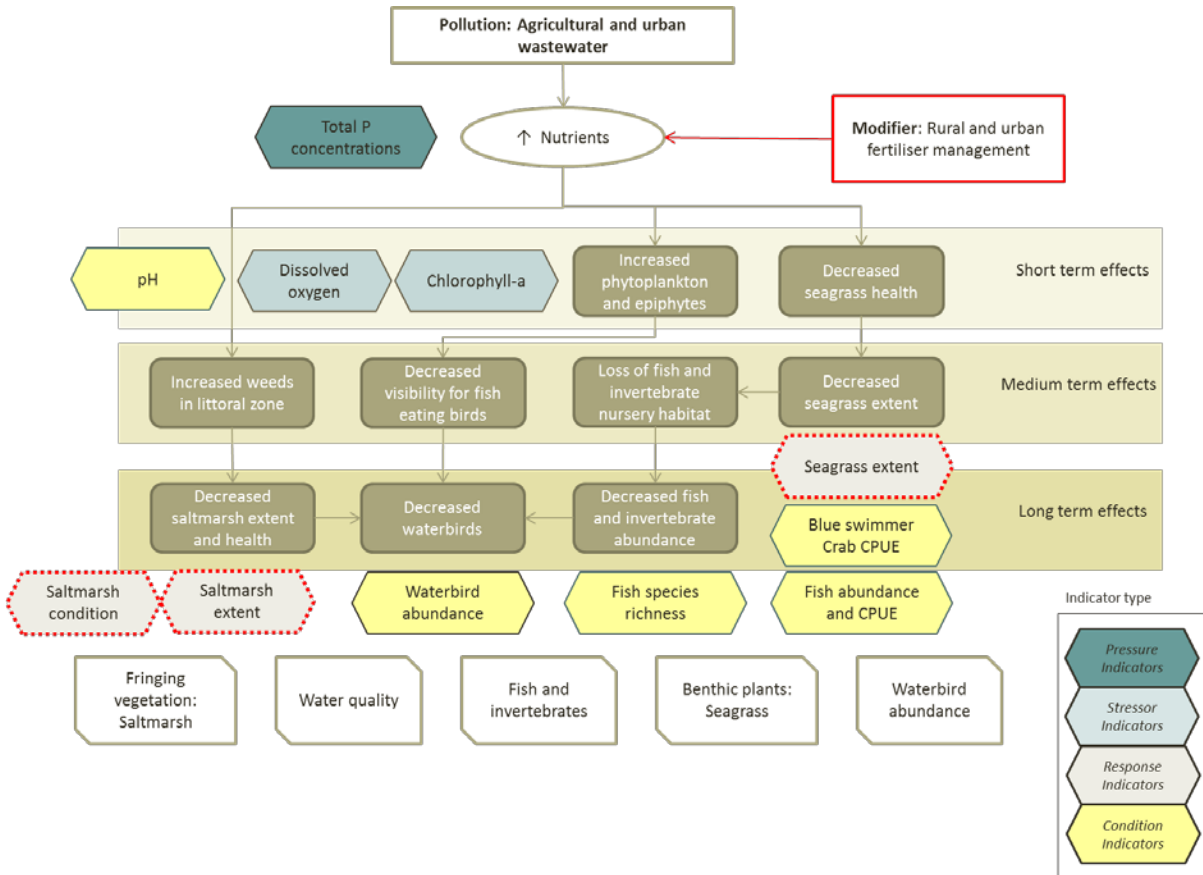 Pollution: Agricultural and urban
wastewater
Total P
concentrations
↑ Nutrients
Modifier: Rural and urban
fertiliser management
pH
Dissolved
oxygen
Chlorophyll-a
Increased
phytoplankton
and epiphytes
Decreased
seagrass health
Short term effects
Increased weeds
in littoral zone
Decreased
visibility for fish
eating birds
Loss of fish and
invertebrate
nursery habitat
Decreased
seagrass extent
Medium term effects
Seagrass extent
Decreased
saltmarsh extent
and health
Decreased
waterbirds
Decreased fish
and invertebrate
abundance
Long term effects
Blue swimmer
Crab CPUE
Saltmarsh
condition
Saltmarsh
extent
Waterbird
abundance
Fish species
richness
Fish abundance
and CPUE
Fringing
vegetation:
Saltmarsh
Water quality
Fish and
invertebrates
Benthic plants:
Seagrass
Waterbird
abundance
Indicator type
Pressure
Indicators
Stressor
Indicators
Response
Indicators
Condition
Indicators